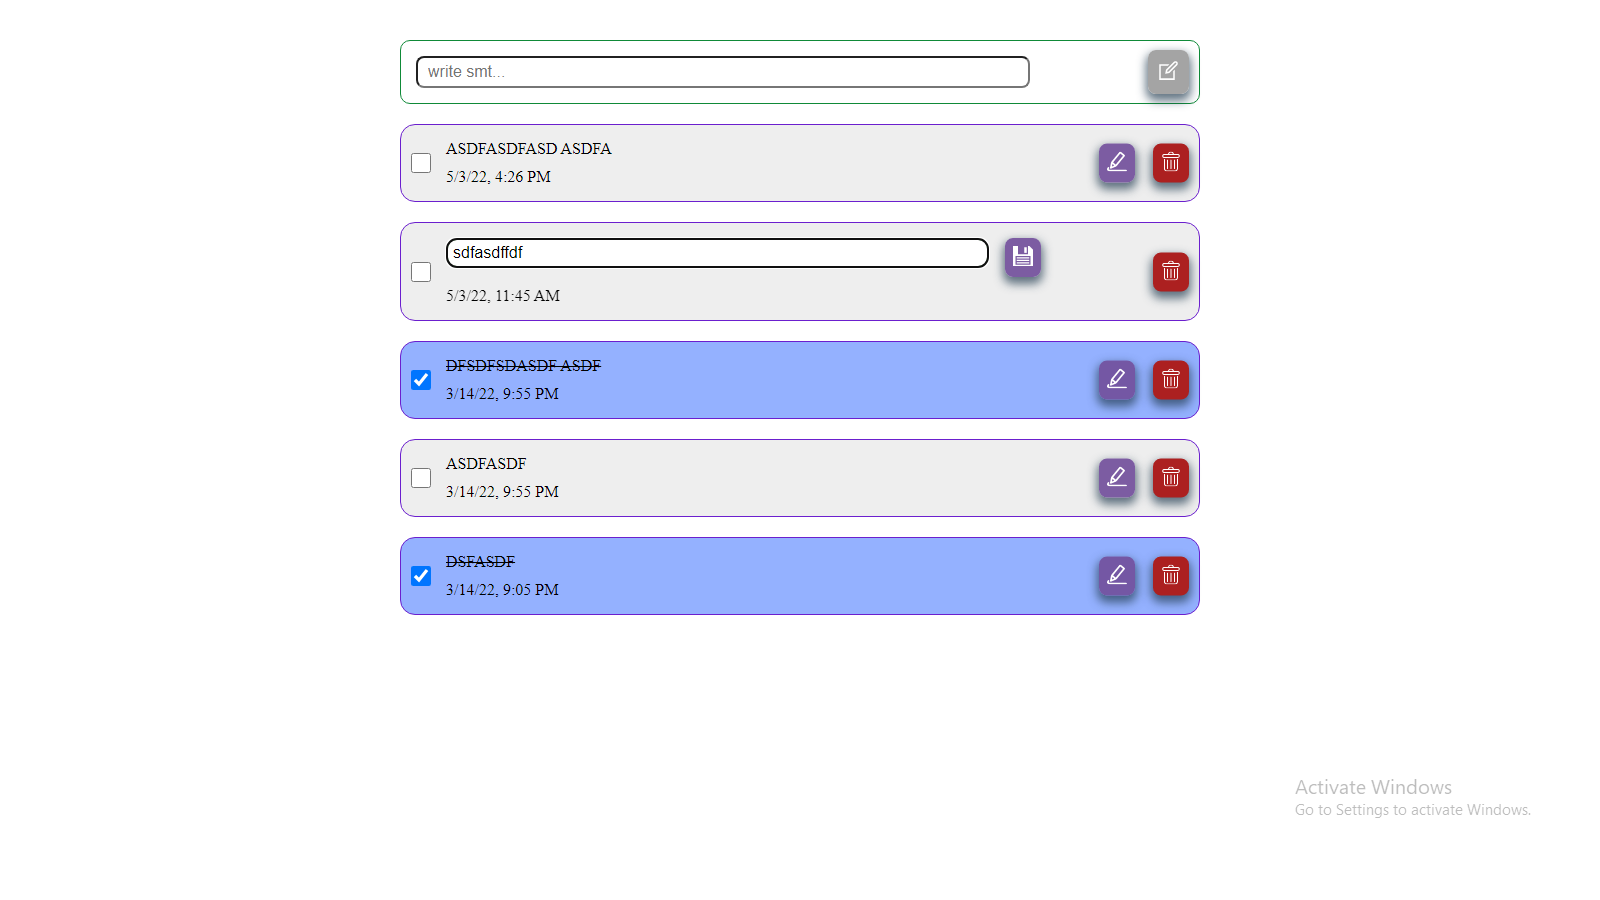 write smt...
ASDFASDFASD ASDFA
5/3/22, 4:26 PM
sdfasdffdf
5/3/22, 11:45 AM
DFSDFSDASDF ASDF
3/14/22, 9:55 PM
ASDFASDF
3/14/22, 9:55 PM
DSFASDF
3/14/22, 9:05 PM
Activate Windows
Go to Settings to activate Windows.